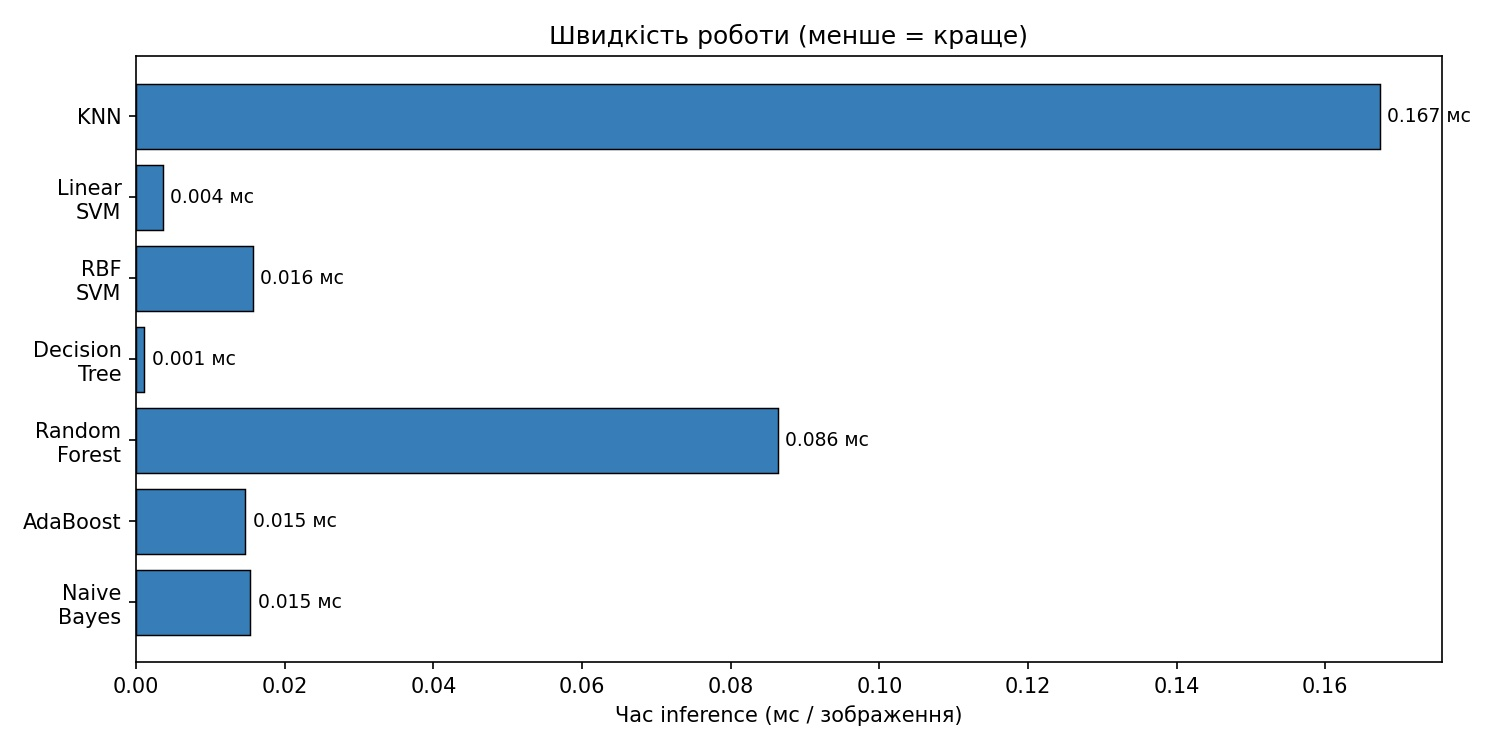 Швидкість роботи (менше = краще)
KNN
0.167 мс
Linear
SVM
0.004 мс
RBF
SVM
0.016 мс
Decision
Tree
0.001 мс
Random
Forest
0.086 мс
AdaBoost
0.015 мс
Naive
Bayes
0.015 мс
0.00 0.02 0.04 0.06 0.08 0.10 0.12 0.14 0.16
Час inference (мс / зображення)